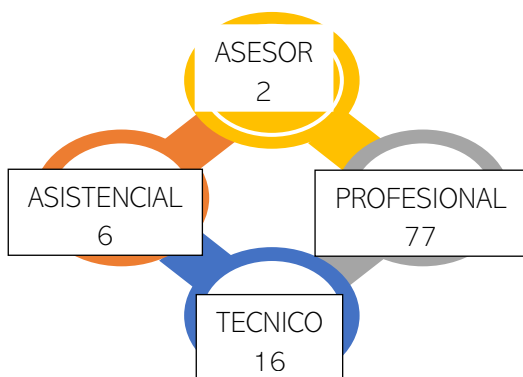 ASESOR
2
ASISTENCIAL
6
PROFESIONAL
77
TECNICO
16